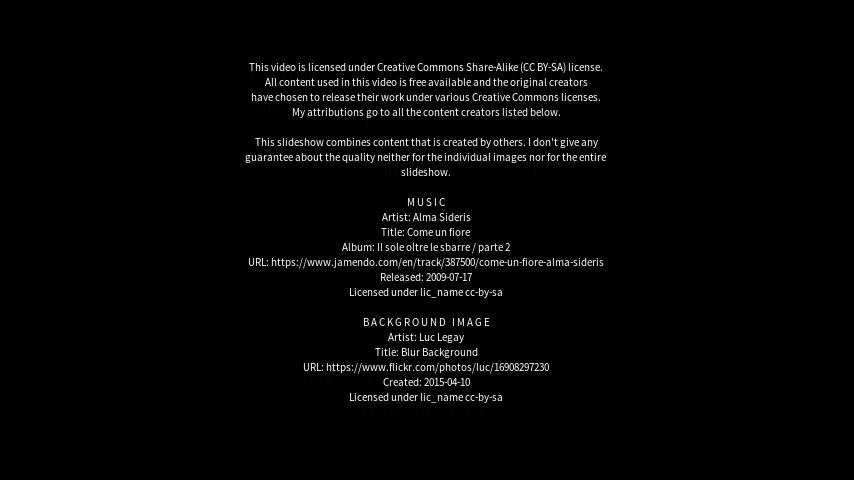 This video is licensed under Creative Commons Share-Alike (CC BY-SA) license.
All content used in this video is free available and the original creators
have chosen to release their work under various Creative Commons licenses.
My attributions go to all the content creators listed below.
This slideshow combines content that is created by others. I don't give any
guarantee about the quality neither for the individual images nor for the entire
slideshow.
MUSIC
Artist: Alma Sideris
Title: Come un fiore
Album: Il sole oltre le sbarre / parte 2
URL: https://www.jamendo.com/en/track/387500/come-un-fiore-alma-sideris
Released: 2009-07-17
Licensed under lic_name cc-by-sa
BACKGROUND IMAGE
Artist: Luc Legay
Title: Blur Background
URL: https://www.flickr.com/photos/luc/16908297230
Created: 2015-04-10
Licensed under lic_name cc-by-sa